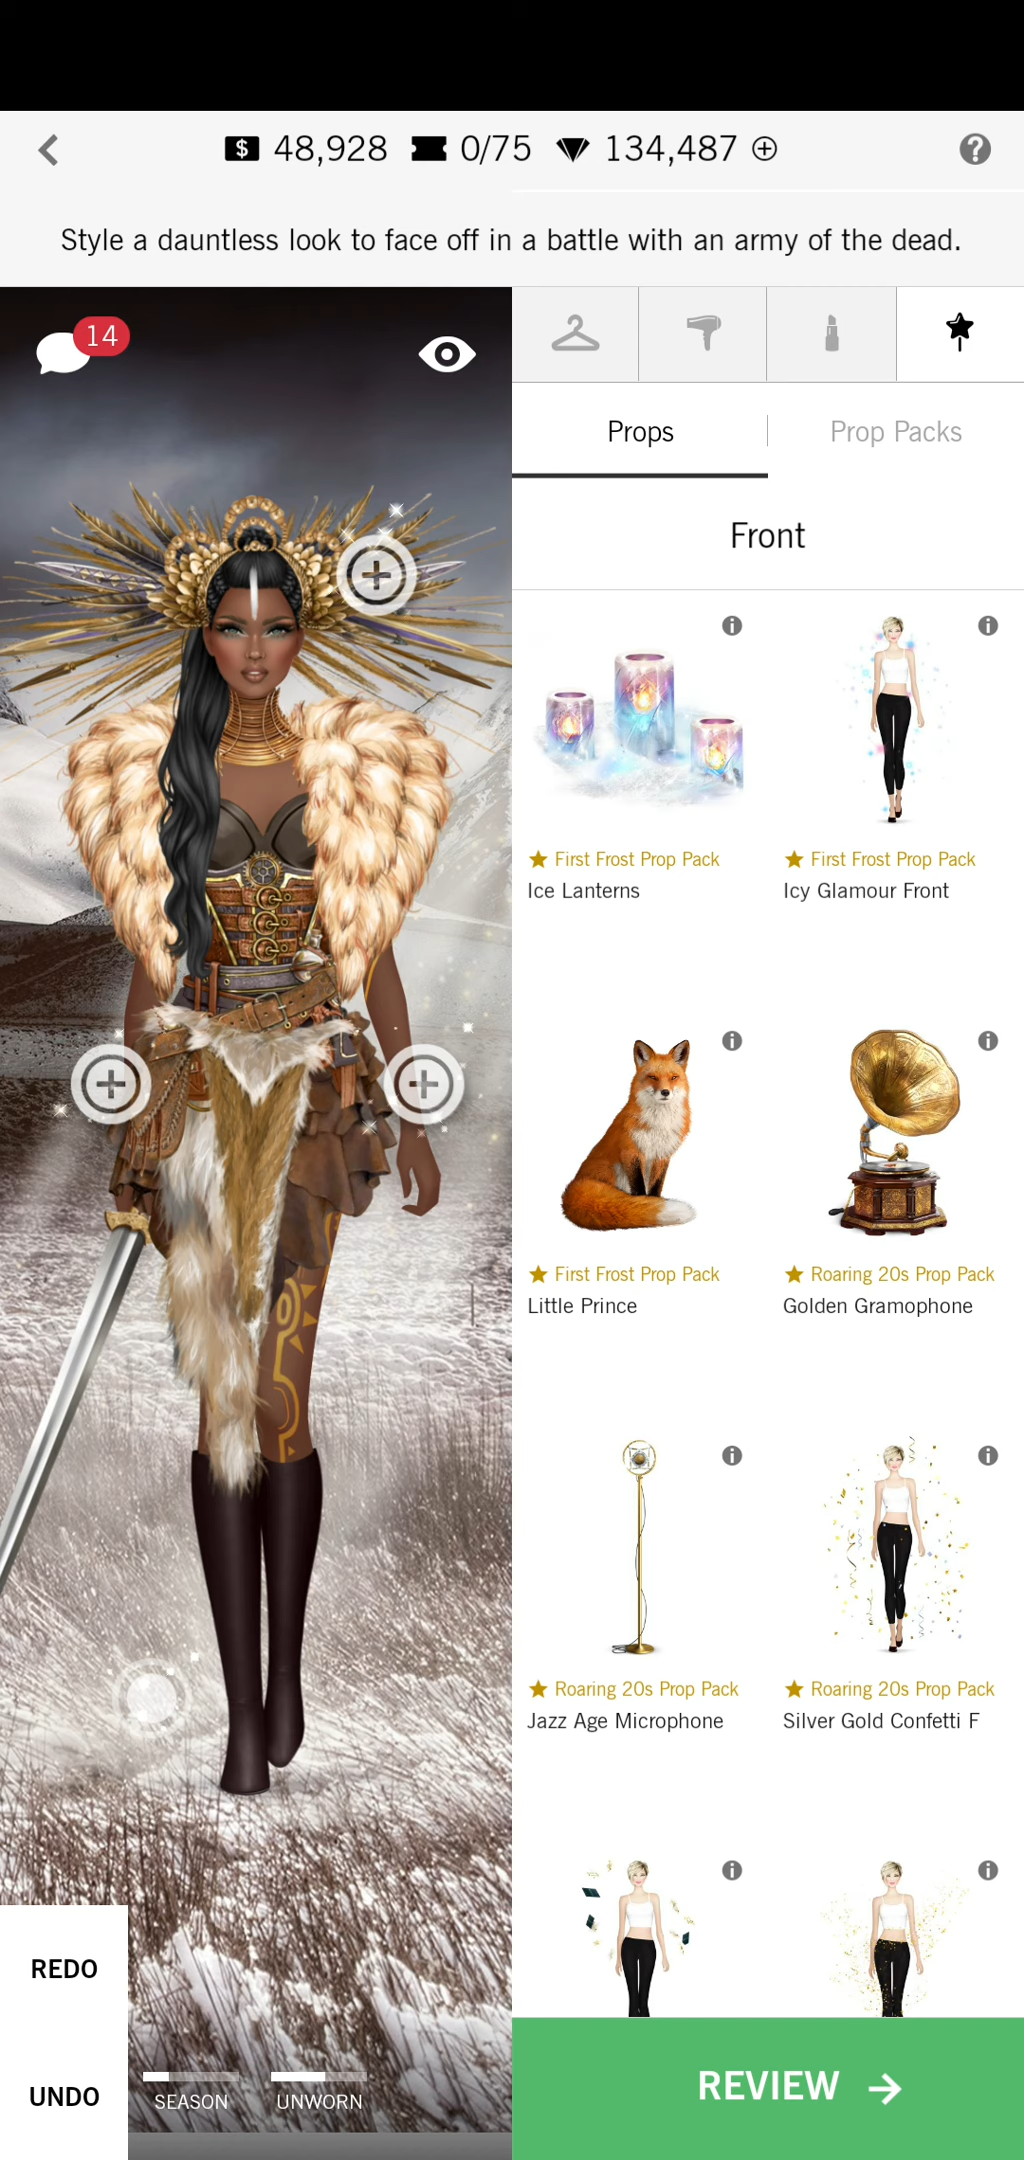 48,928 0/75 134,487
Style a dauntless look to face off in a battle with an army of the dead.
14
Props
Prop Packs
Front
First Frost Prop Pack
Ice Lanterns
First Frost Prop Pack
Icy Glamour Front
First Frost Prop Pack
Little Prince
Roaring 20s Prop Pack
Golden Gramophone
Roaring 20s Prop Pack
Jazz Age Microphone
Roaring 20s Prop Pack
Silver Gold Confetti F
REDO
UNDO
SEASON
UNWORN
REVIEW